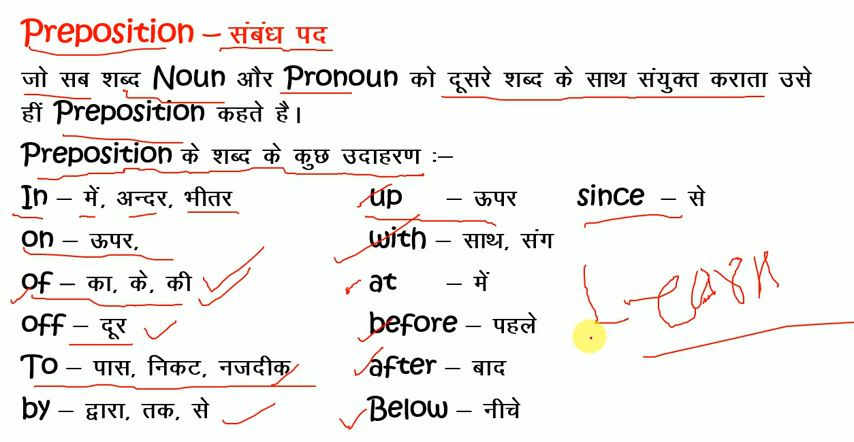 Preposition – संबंध पद
जो सब शब्द Noun और Pronoun को दूसरे शब्द के साथ संयुक्त कराता उसे
हीं Preposition कहते है।
Preposition के शब्द के कुछ उदाहरण :–
In – में, अन्दर, भीतर up – ऊपर since – से
on – ऊपर, with – साथ, संग
of – का, के, की at – में
off – दूर before – पहले
To – पास, निकट, नजदीक after – बाद
by – द्वारा, तक, से Below – नीचे
Learn